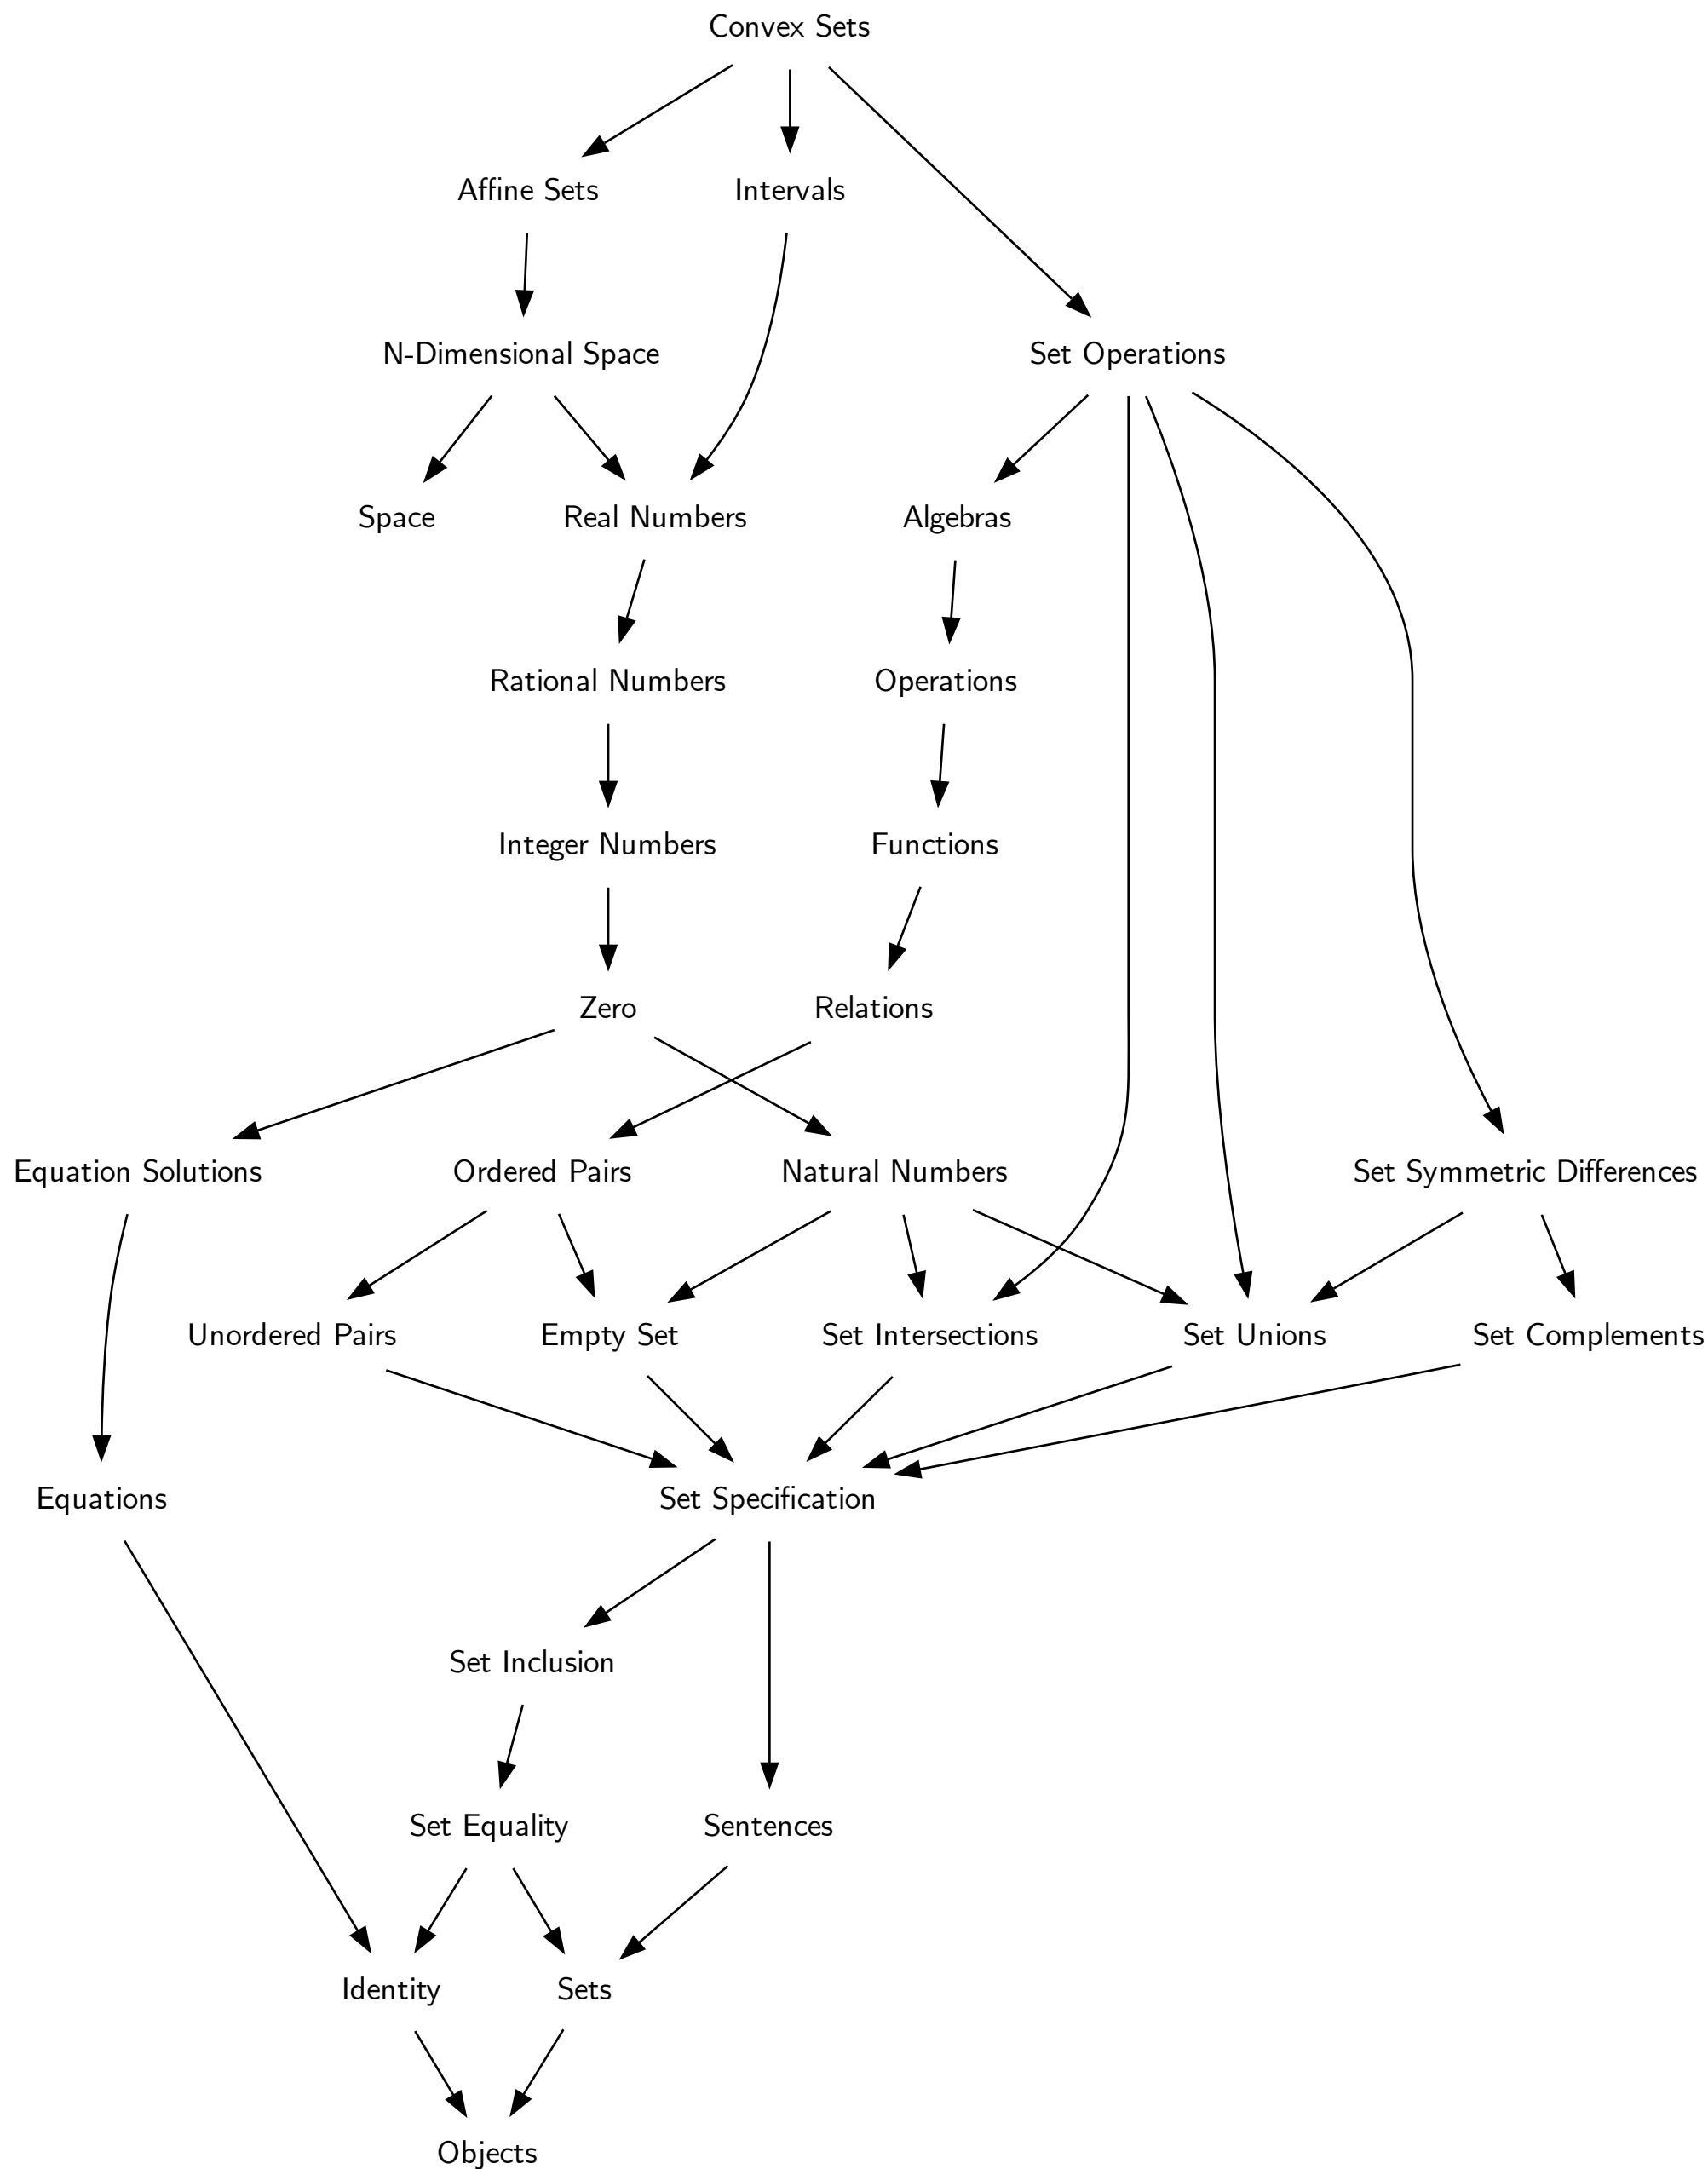 Convex Sets
Affine Sets
Intervals
N-Dimensional Space
Set Operations
Space
Real Numbers
Algebras
Rational Numbers
Operations
Integer Numbers
Functions
Zero
Relations
Equation Solutions
Ordered Pairs
Natural Numbers
Set Symmetric Differences
Unordered Pairs
Empty Set
Set Intersections
Set Unions
Set Complements
Equations
Set Specification
Set Inclusion
Set Equality
Sentences
Identity
Sets
Objects